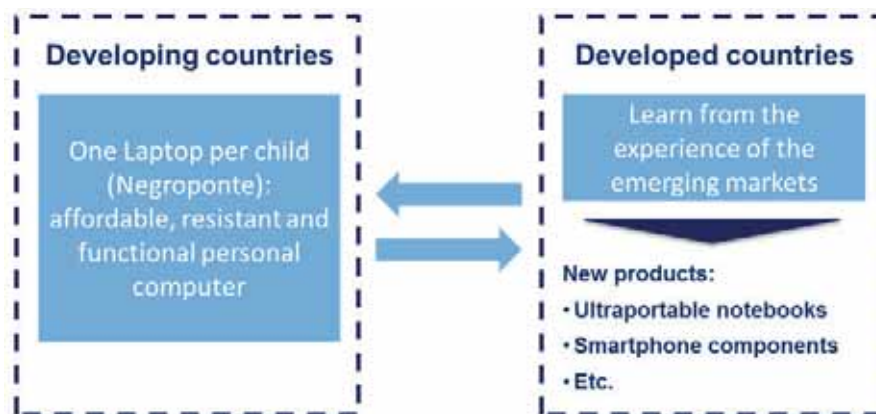 Developing countries
One Laptop per child
(Negroponte):
affordable, resistant and
functional personal
computer
Developed countries
Learn from the
experience of the
emerging markets
New products:
• Ultraportable notebooks
• Smartphone components
• Etc.